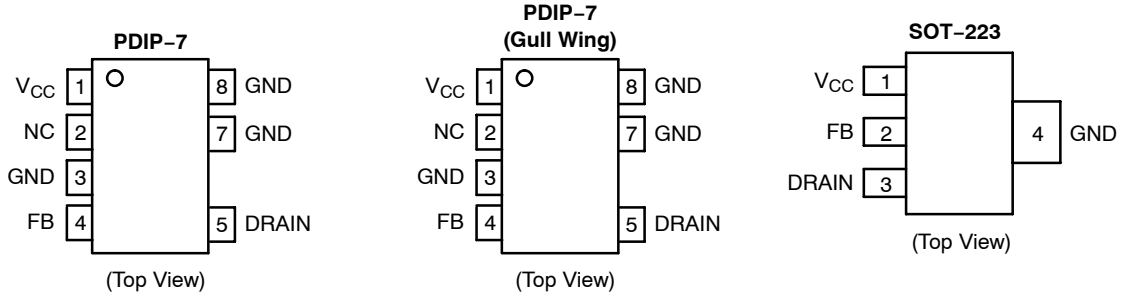 PDIP–7
VCC 1 8 GND
NC 2 7 GND
GND 3
FB 4 5 DRAIN
(Top View)
PDIP–7
(Gull Wing)
VCC 1 8 GND
NC 2 7 GND
GND 3
FB 4 5 DRAIN
(Top View)
SOT–223
VCC 1
FB 2 4 GND
DRAIN 3
(Top View)